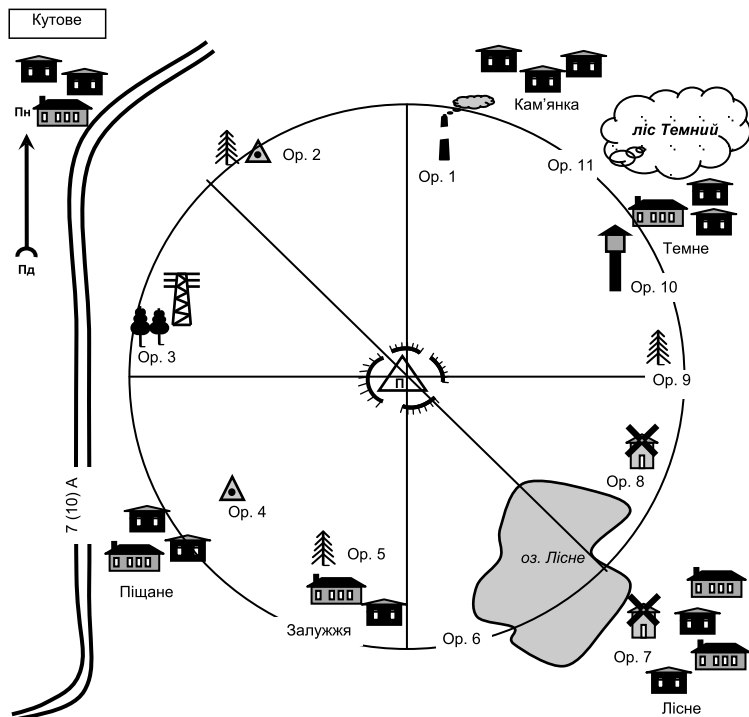 Кутове
Пн
Пд
Кам’янка
ліс Темний
Ор. 1
Ор. 2
Ор. 11
Темне
Ор. 10
Ор. 3
Ор. 9
П
Ор. 8
7 (10) А
Ор. 4
Піщане
Ор. 5
оз. Лісне
Залужжя
Ор. 6
Ор. 7
Лісне